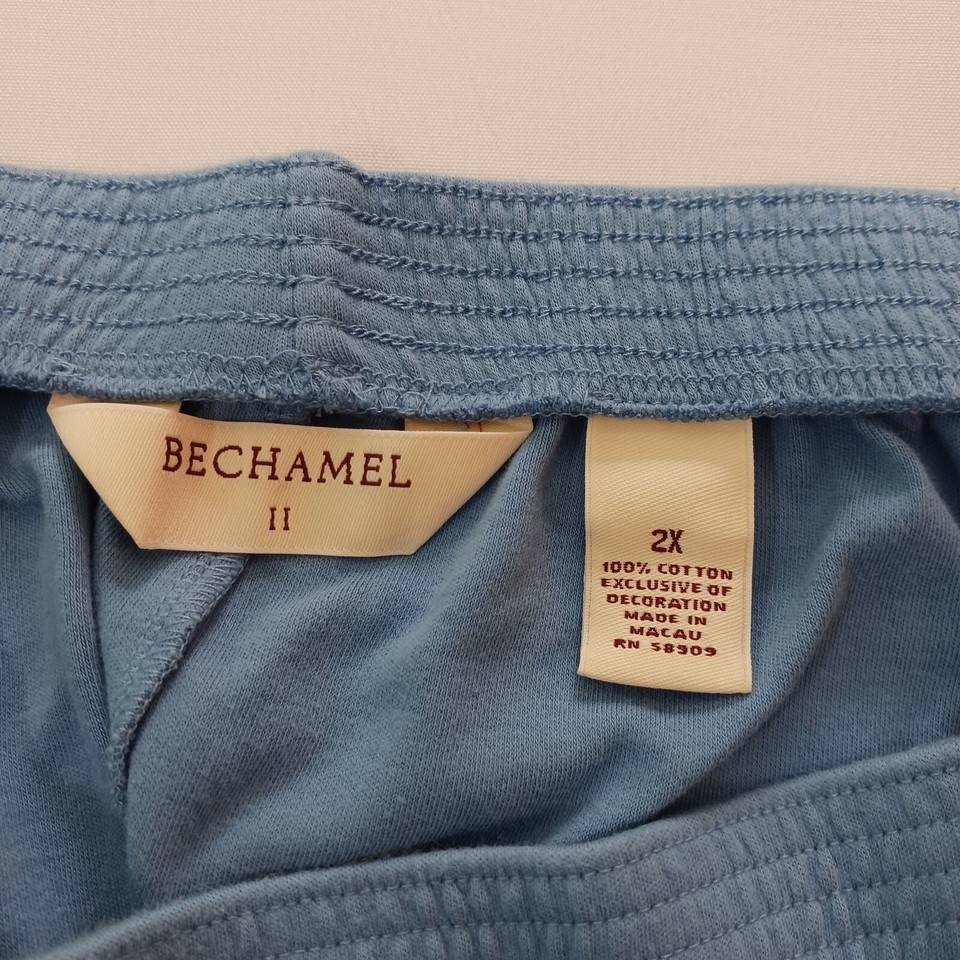 BECHAMEL
II
2X
100% COTTON
EXCLUSIVE OF
DECORATION
MADE IN
MACAU
RN 58909